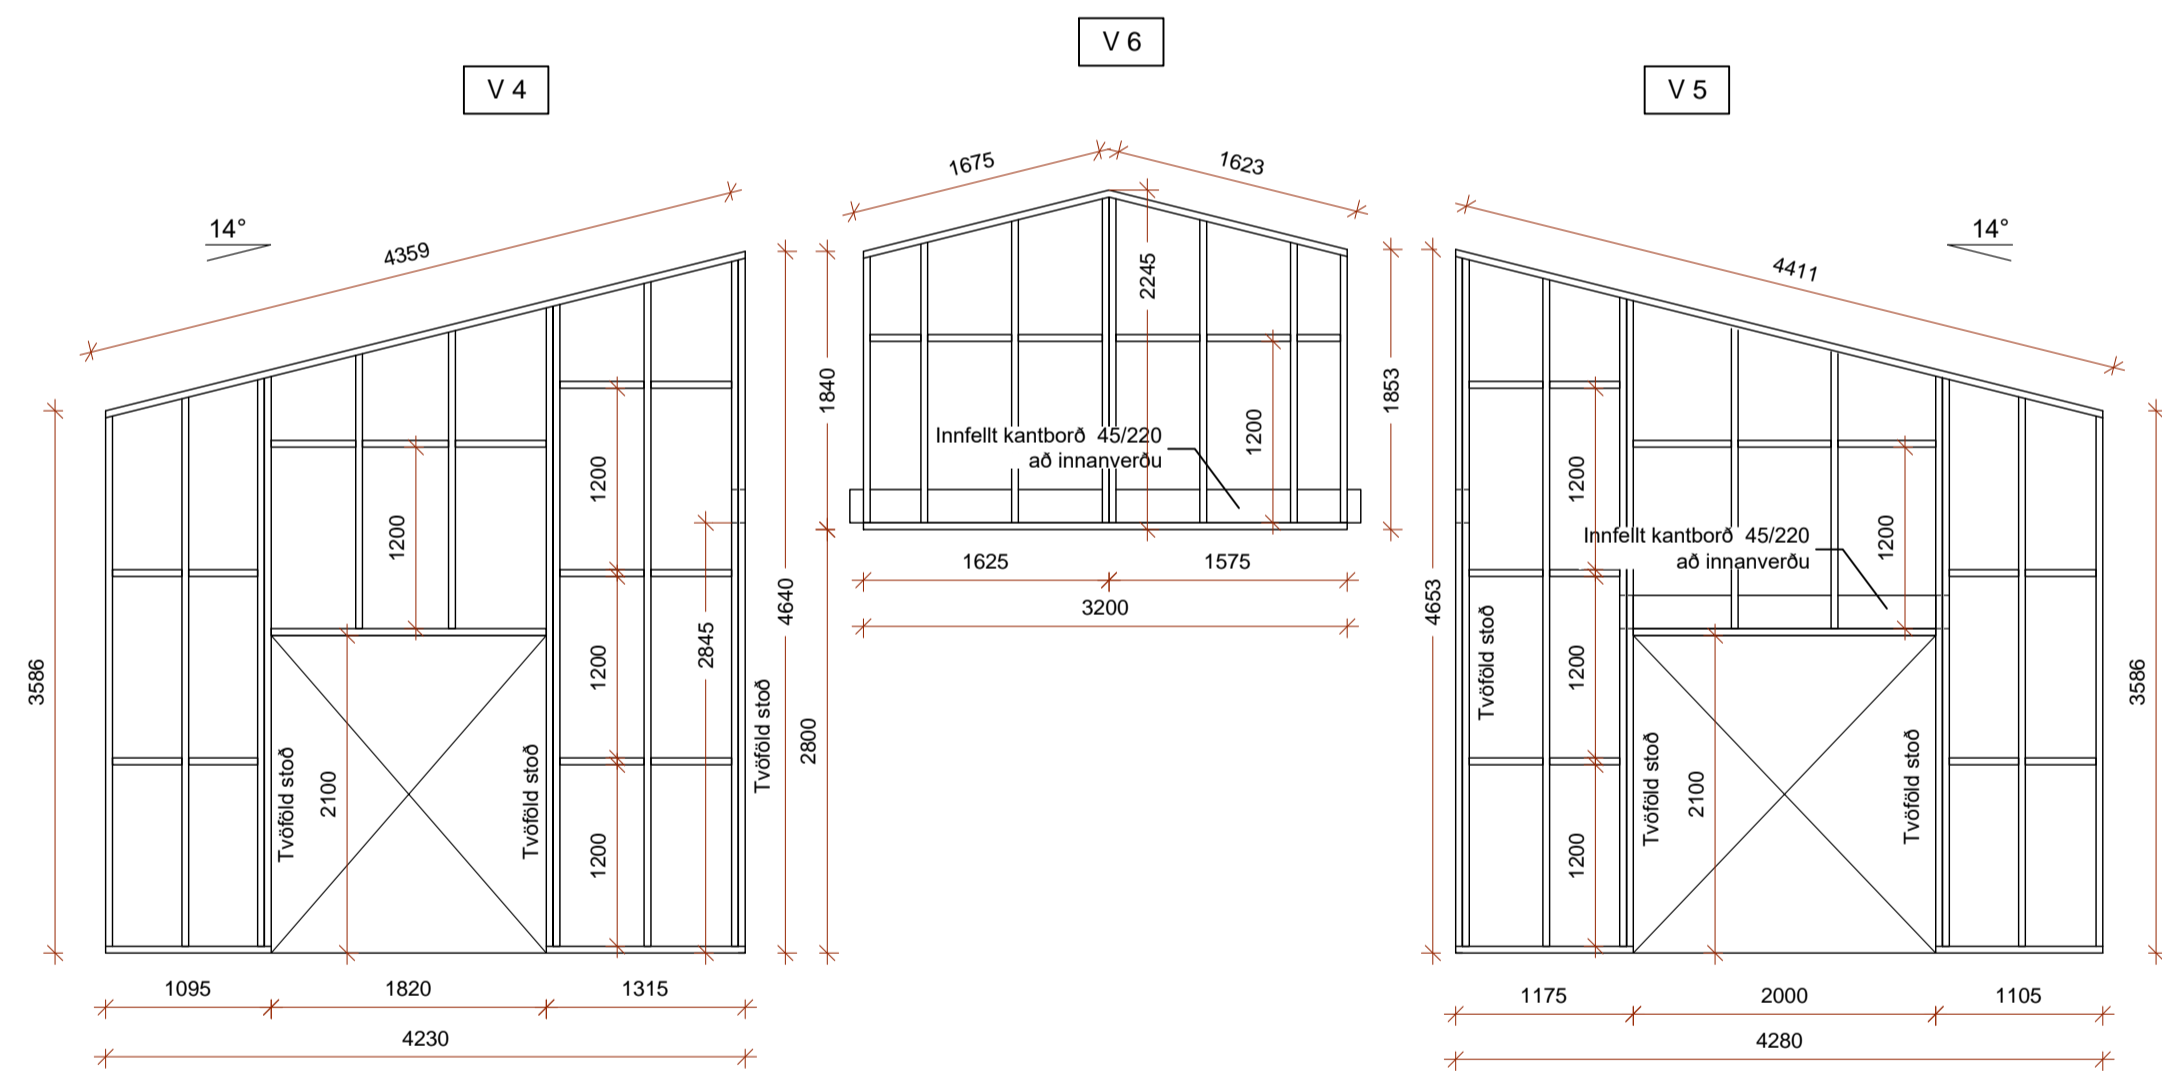 V 6
V 4
V 5
14°
4359
1675
1623
4411
14°
3586
1200
1200
1200
1200
2100
2845
4640
1840
2800
2245
1200
1853
Innfellt kantborð 45/220
að innanverðu
1625
1575
3200
Tvöföld stoð
Tvöföld stoð
Tvöföld stoð
1095
1820
1315
4230
4653
1200
1200
1200
1200
2100
3586
Innfellt kantborð 45/220
að innanverðu
Tvöföld stoð
Tvöföld stoð
Tvöföld stoð
1175
2000
1105
4280